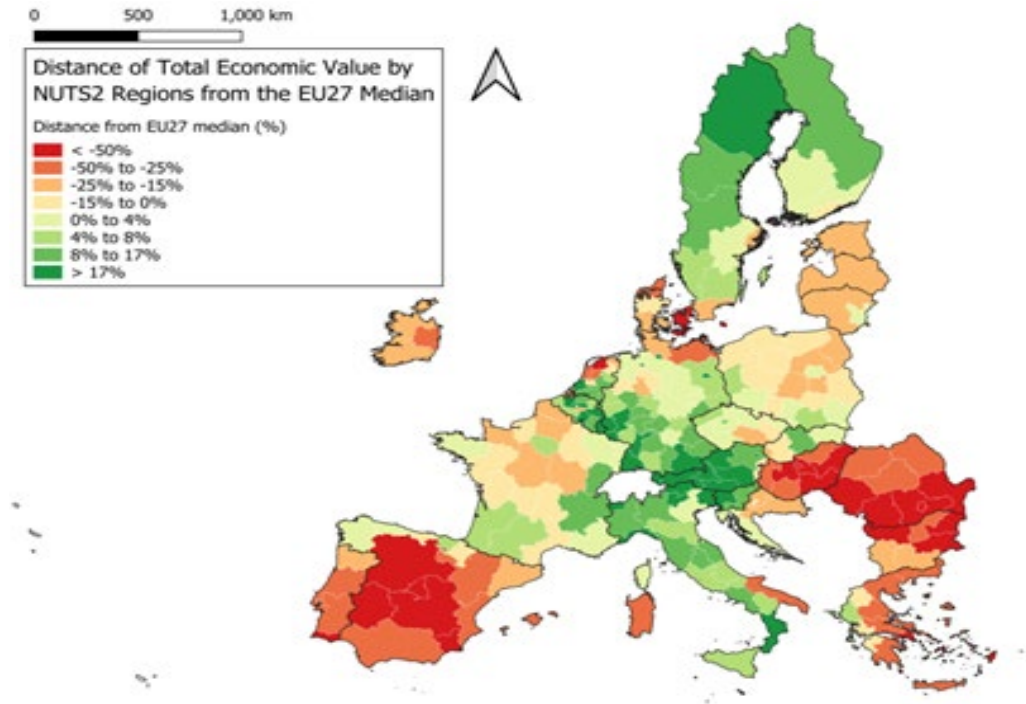 0 500 1,000 km
Distance of Total Economic Value by
NUTS2 Regions from the EU27 Median
Distance from EU27 median (%)
< -50%
-50% to -25%
-25% to -15%
-15% to 0%
0% to 4%
4% to 8%
8% to 17%
> 17%